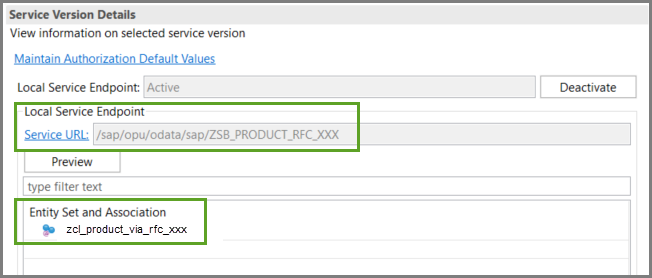 Service Version Details
View information on selected service version
Maintain Authorization Default Values
Local Service Endpoint: Active Deactivate
Local Service Endpoint
Service URL: /sap/opu/odata/sap/ZSB_PRODUCT_RFC_XXX
Preview
type filter text
Entity Set and Association
zcl_product_via_rfc_xxx